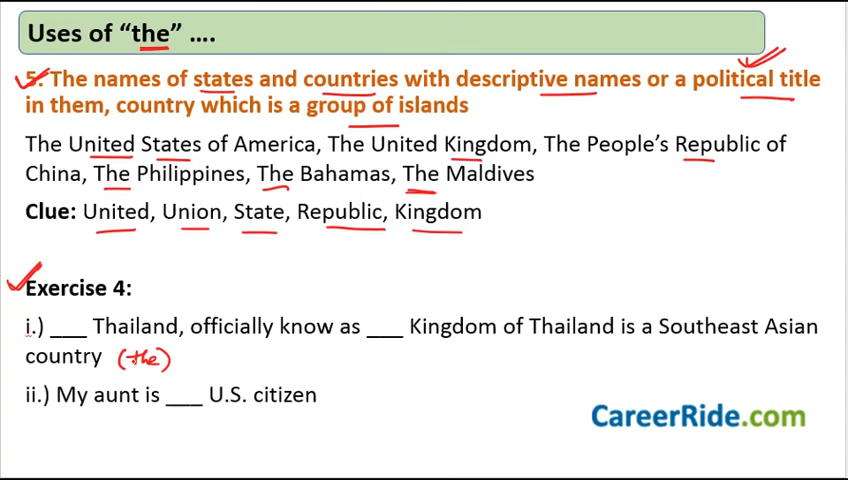 Uses of “the” ....
5. The names of states and countries with descriptive names or a political title
in them, country which is a group of islands
The United States of America, The United Kingdom, The People’s Republic of
China, The Philippines, The Bahamas, The Maldives
Clue: United, Union, State, Republic, Kingdom
Exercise 4:
i.) ___ Thailand, officially know as ___ Kingdom of Thailand is a Southeast Asian
country (the)
ii.) My aunt is ___ U.S. citizen
CareerRide.com